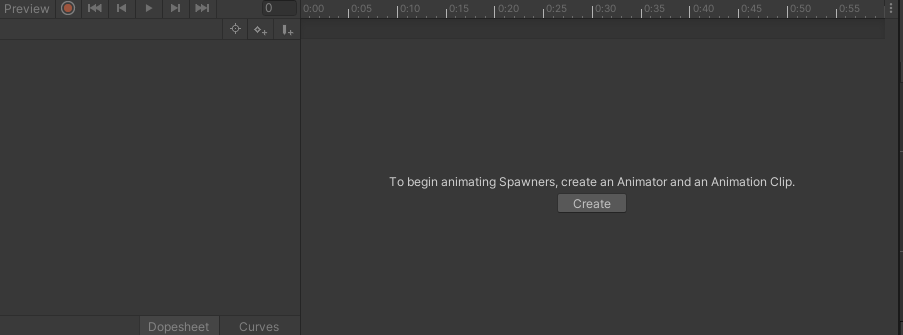 Preview 0 0:00 0:05 0:10 0:15 0:20 0:25 0:30 0:35 0:40 0:45 0:50 0:55
To begin animating Spawners, create an Animator and an Animation Clip.
Create
Dopesheet Curves